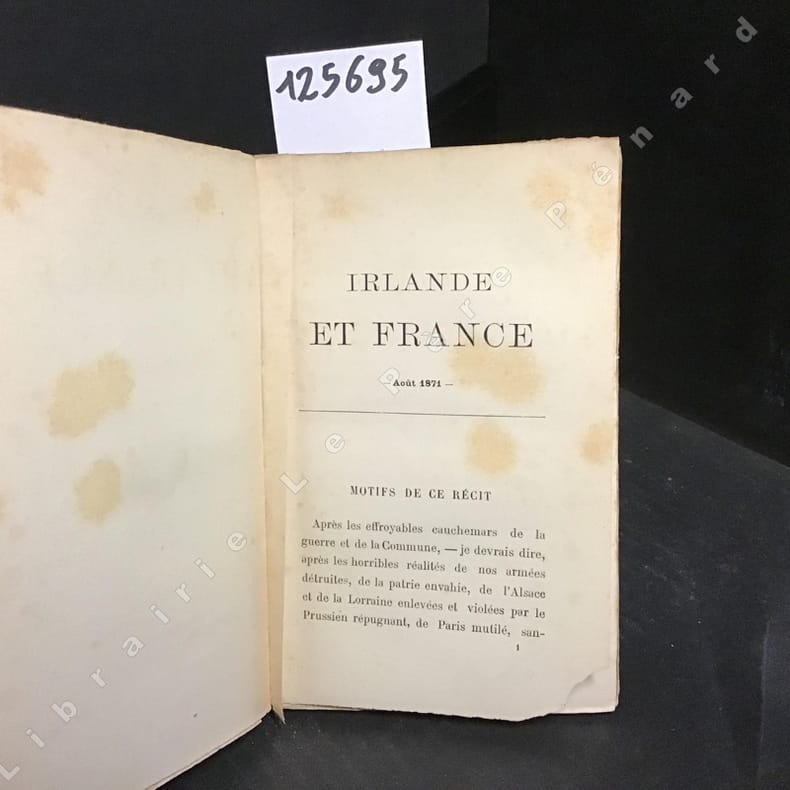 125695
IRLANDE
ET FRANCE
Août 1871 —
MOTIFS DE CE RÉCIT
Après les effroyables cauchemars de la
guerre et de la Commune, — je devrais dire,
après les horribles réalités de nos armées
détruites, de la patrie envahie, de l'Alsace
et de la Lorraine enlevées et violées par le
Prussien répugnant, de Paris mutilé, san-
1
Librairie Le Père Pénard